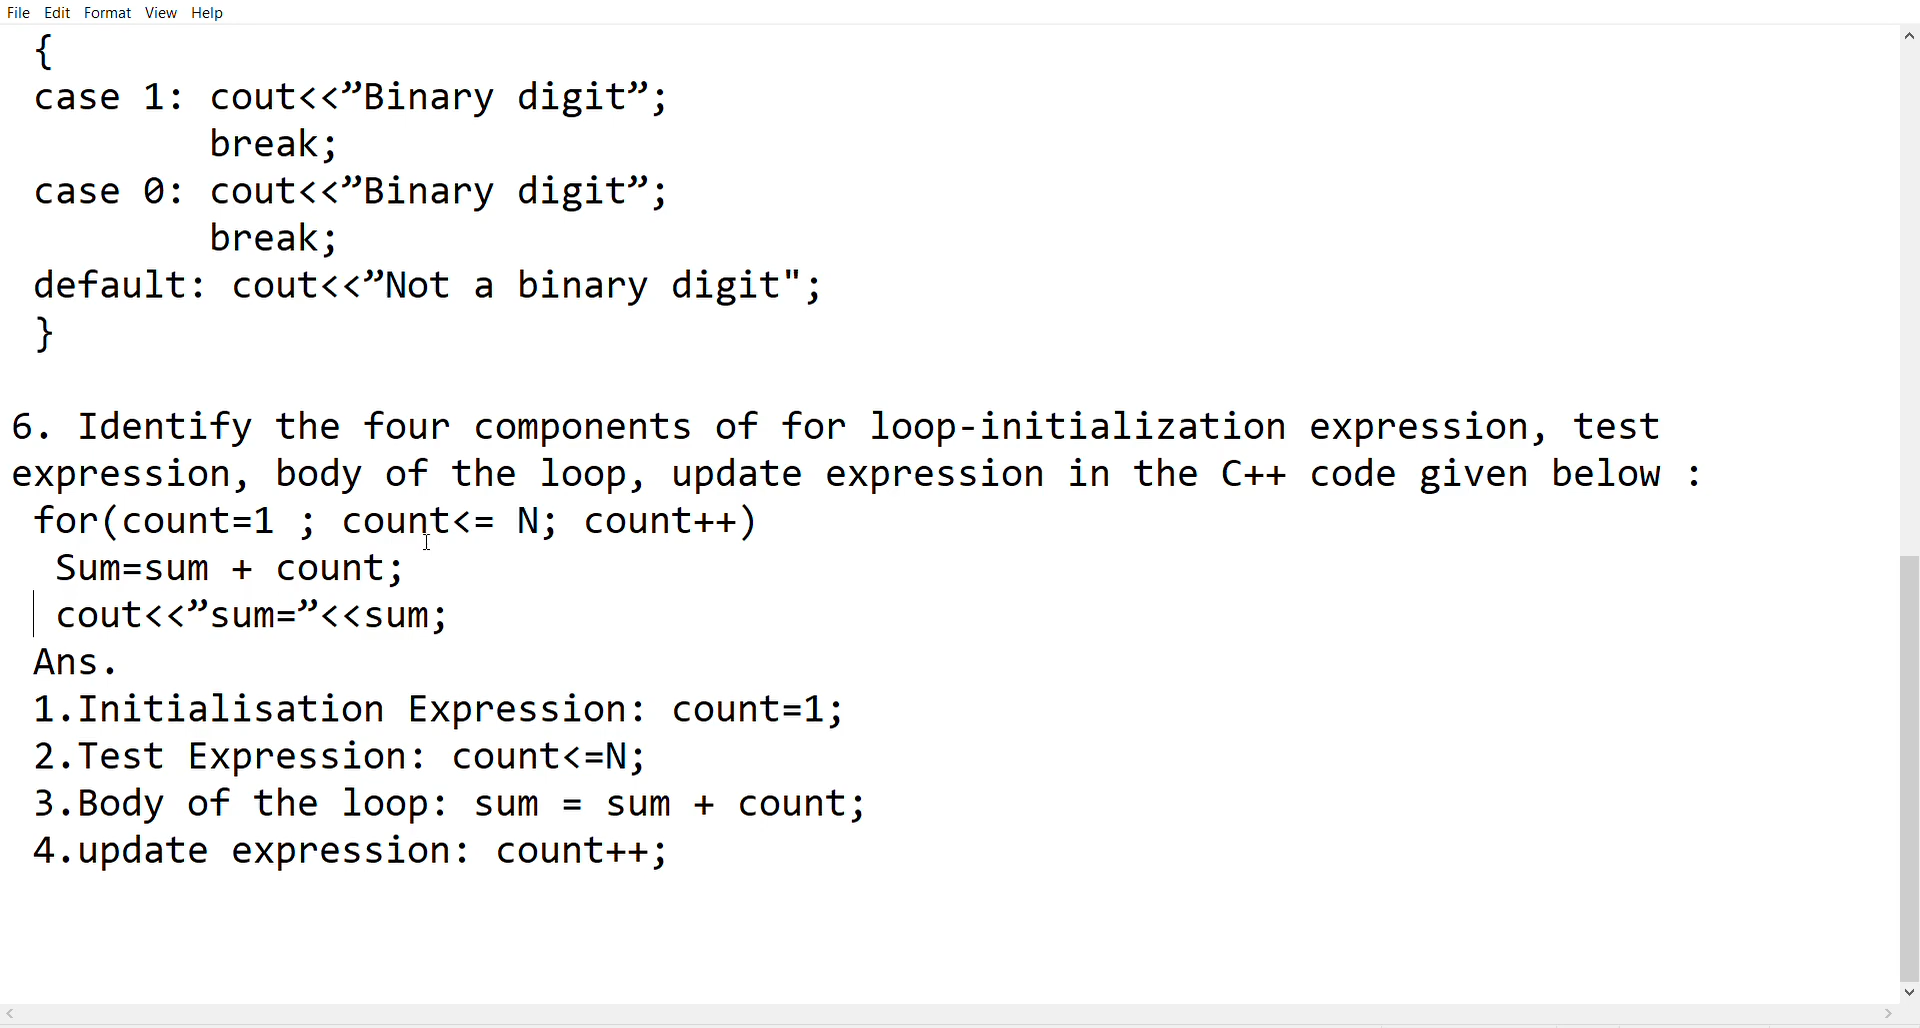 File Edit Format View Help
{
case 1: cout<<”Binary digit”;
break;
case 0: cout<<”Binary digit”;
break;
default: cout<<”Not a binary digit";
}
6. Identify the four components of for loop-initialization expression, test
expression, body of the loop, update expression in the C++ code given below :
for(count=1 ; count<= N; count++)
Sum=sum + count;
cout<<”sum=”<<sum;
Ans.
1.Initialisation Expression: count=1;
2.Test Expression: count<=N;
3.Body of the loop: sum = sum + count;
4.update expression: count++;